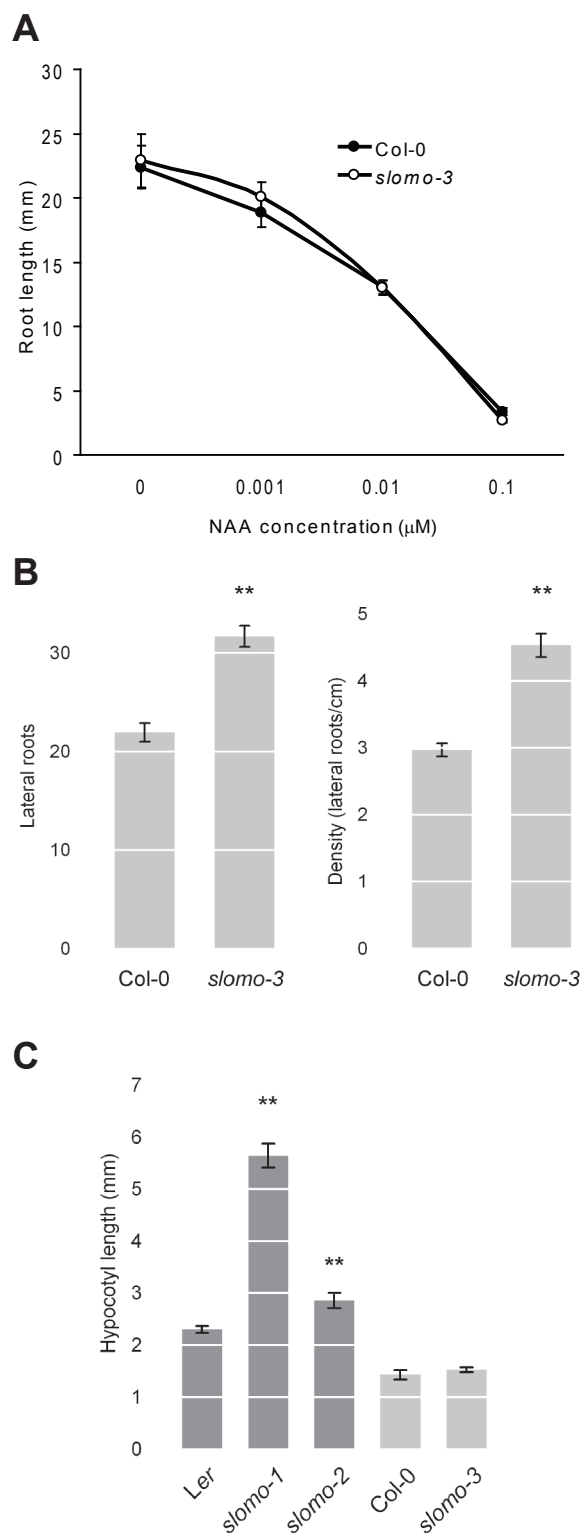 A
30
25
20
15
10
5
0
Root length (mm)
Col-0
slomo-3
0 0.001 0.01 0.1
NAA concentration (μM)
B
**
30
20
10
0
Lateral roots
Col-0 slomo-3
**
5
4
3
2
1
0
Density (lateral roots/cm)
Col-0 slomo-3
C
7
6
5
4
3
2
1
0
Hypocotyl length (mm)
**
**
Ler slomo-1 slomo-2 Col-0 slomo-3